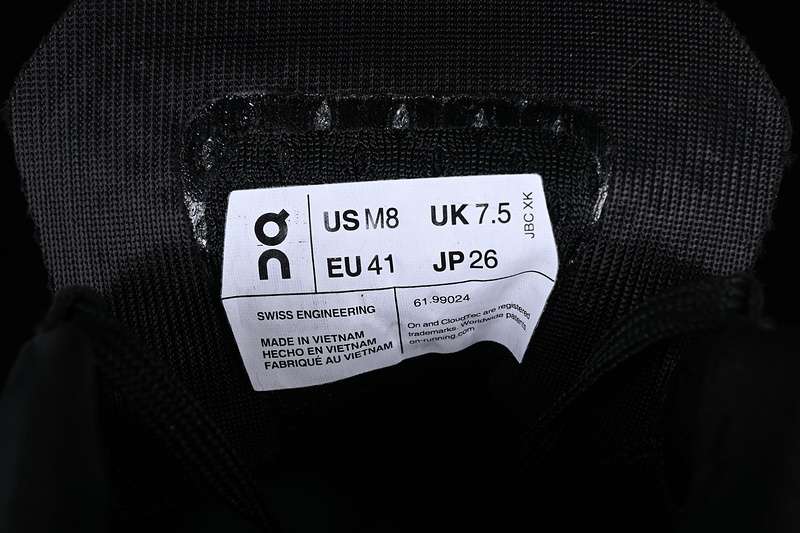 ON
US M8 UK 7.5
EU 41 JP 26
JBC XK
SWISS ENGINEERING
MADE IN VIETNAM
HECHO EN VIETNAM
FABRIQUÉ AU VIETNAM
61.99024
On and CloudTec are registered
trademarks. Worldwide patents.
on-running.com